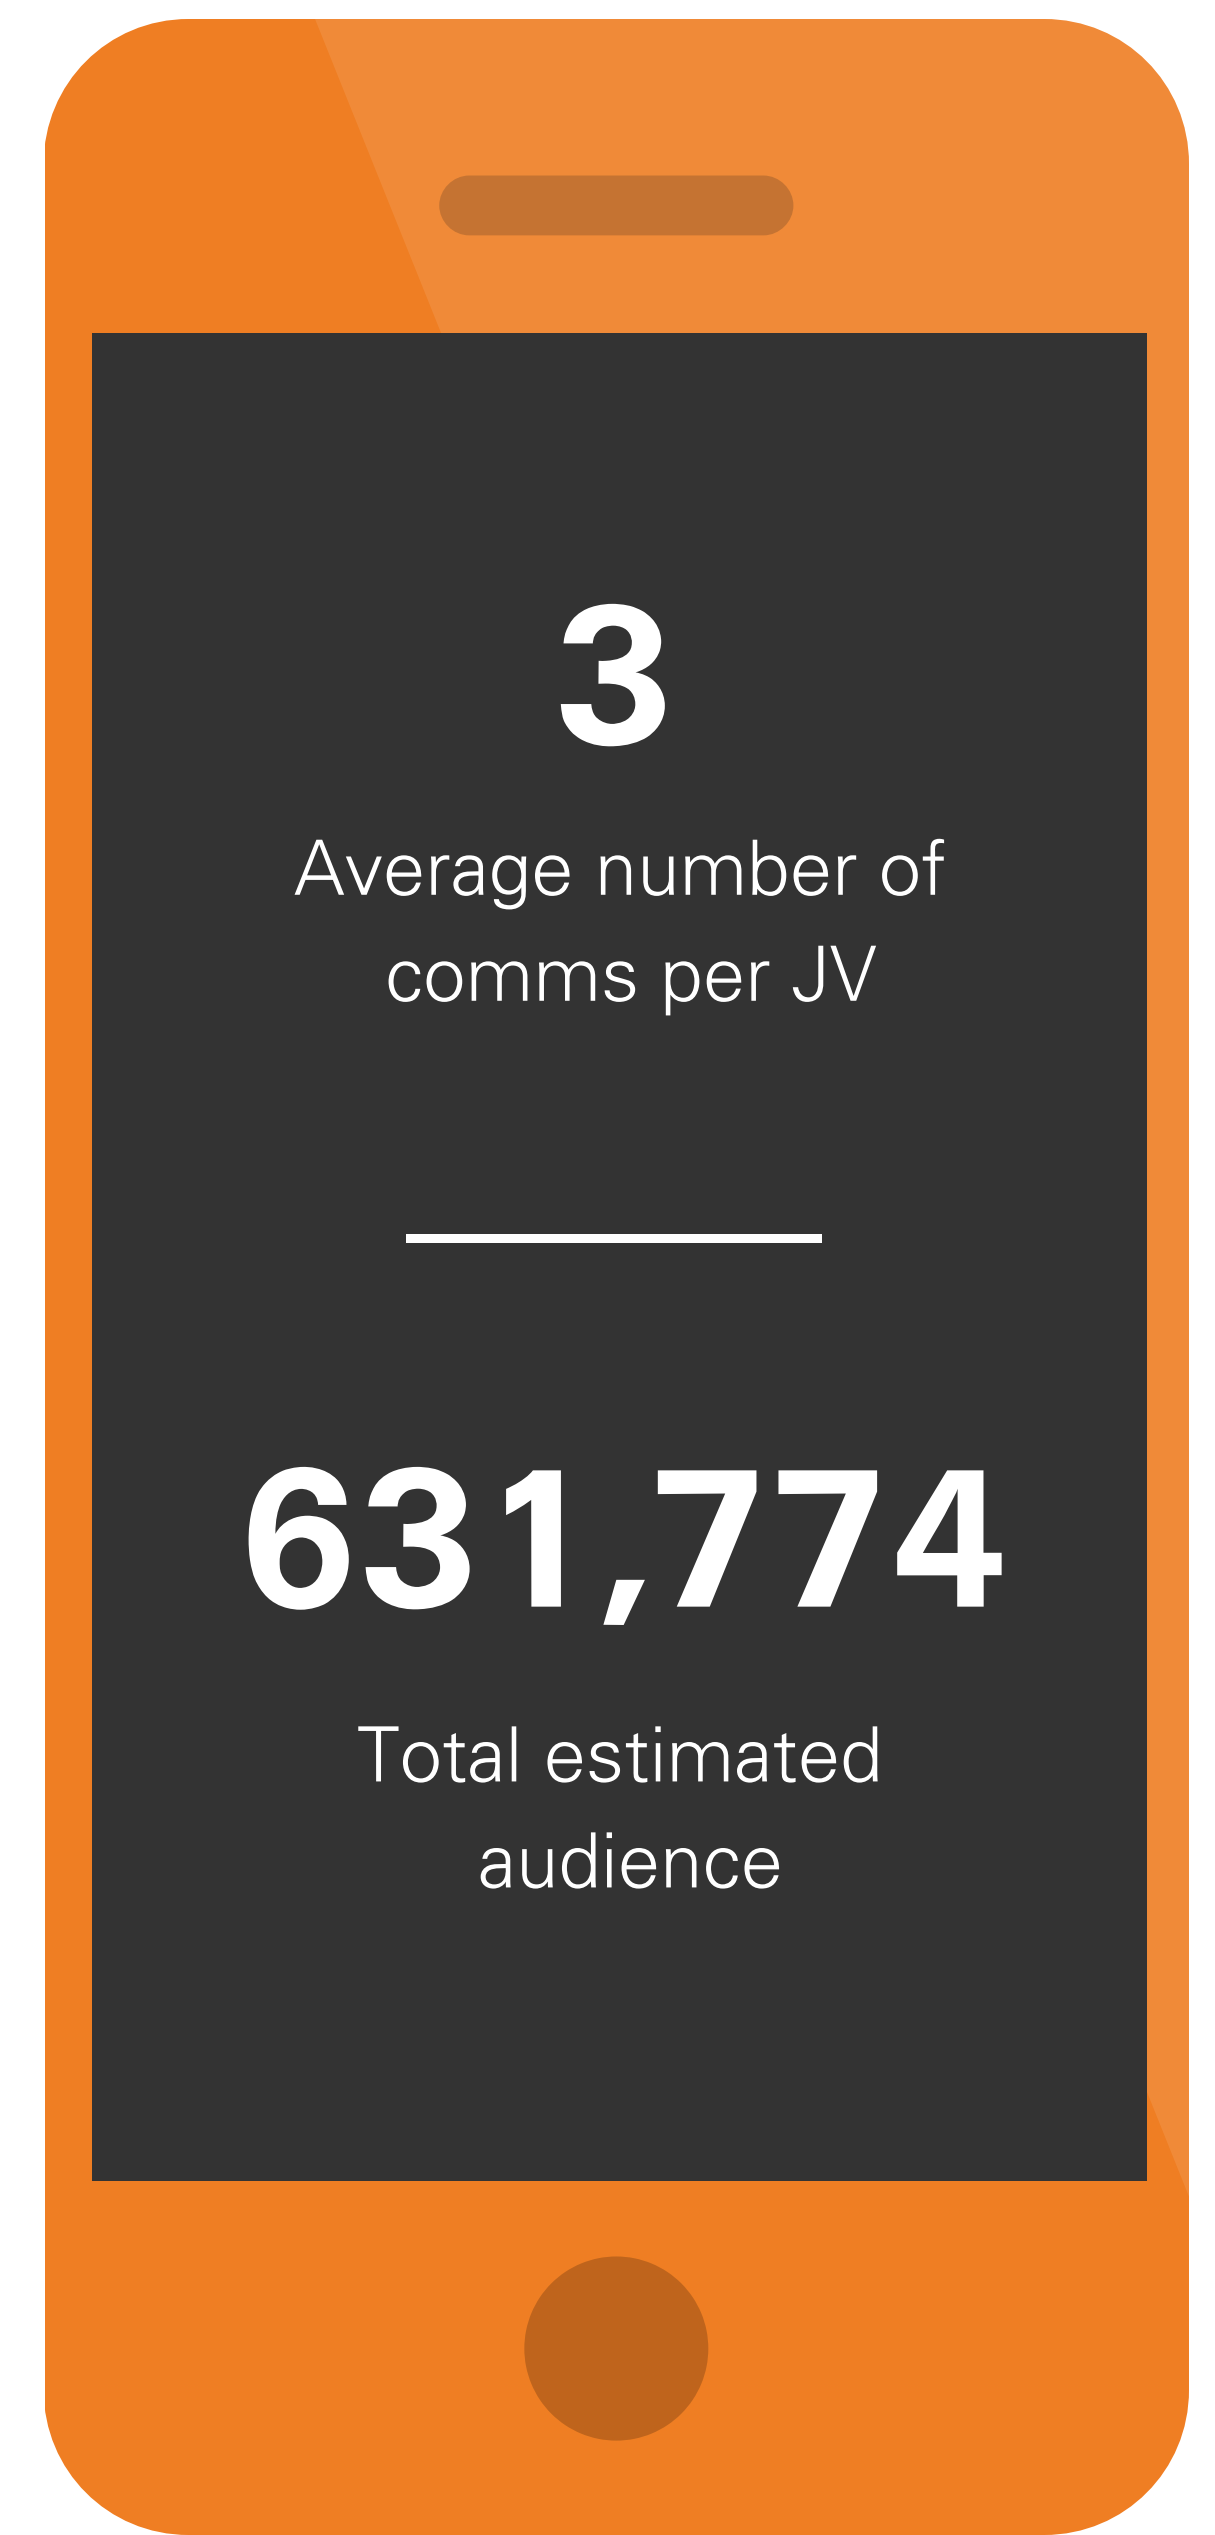 3
Average number of
comms per JV
631,774
Total estimated
audience